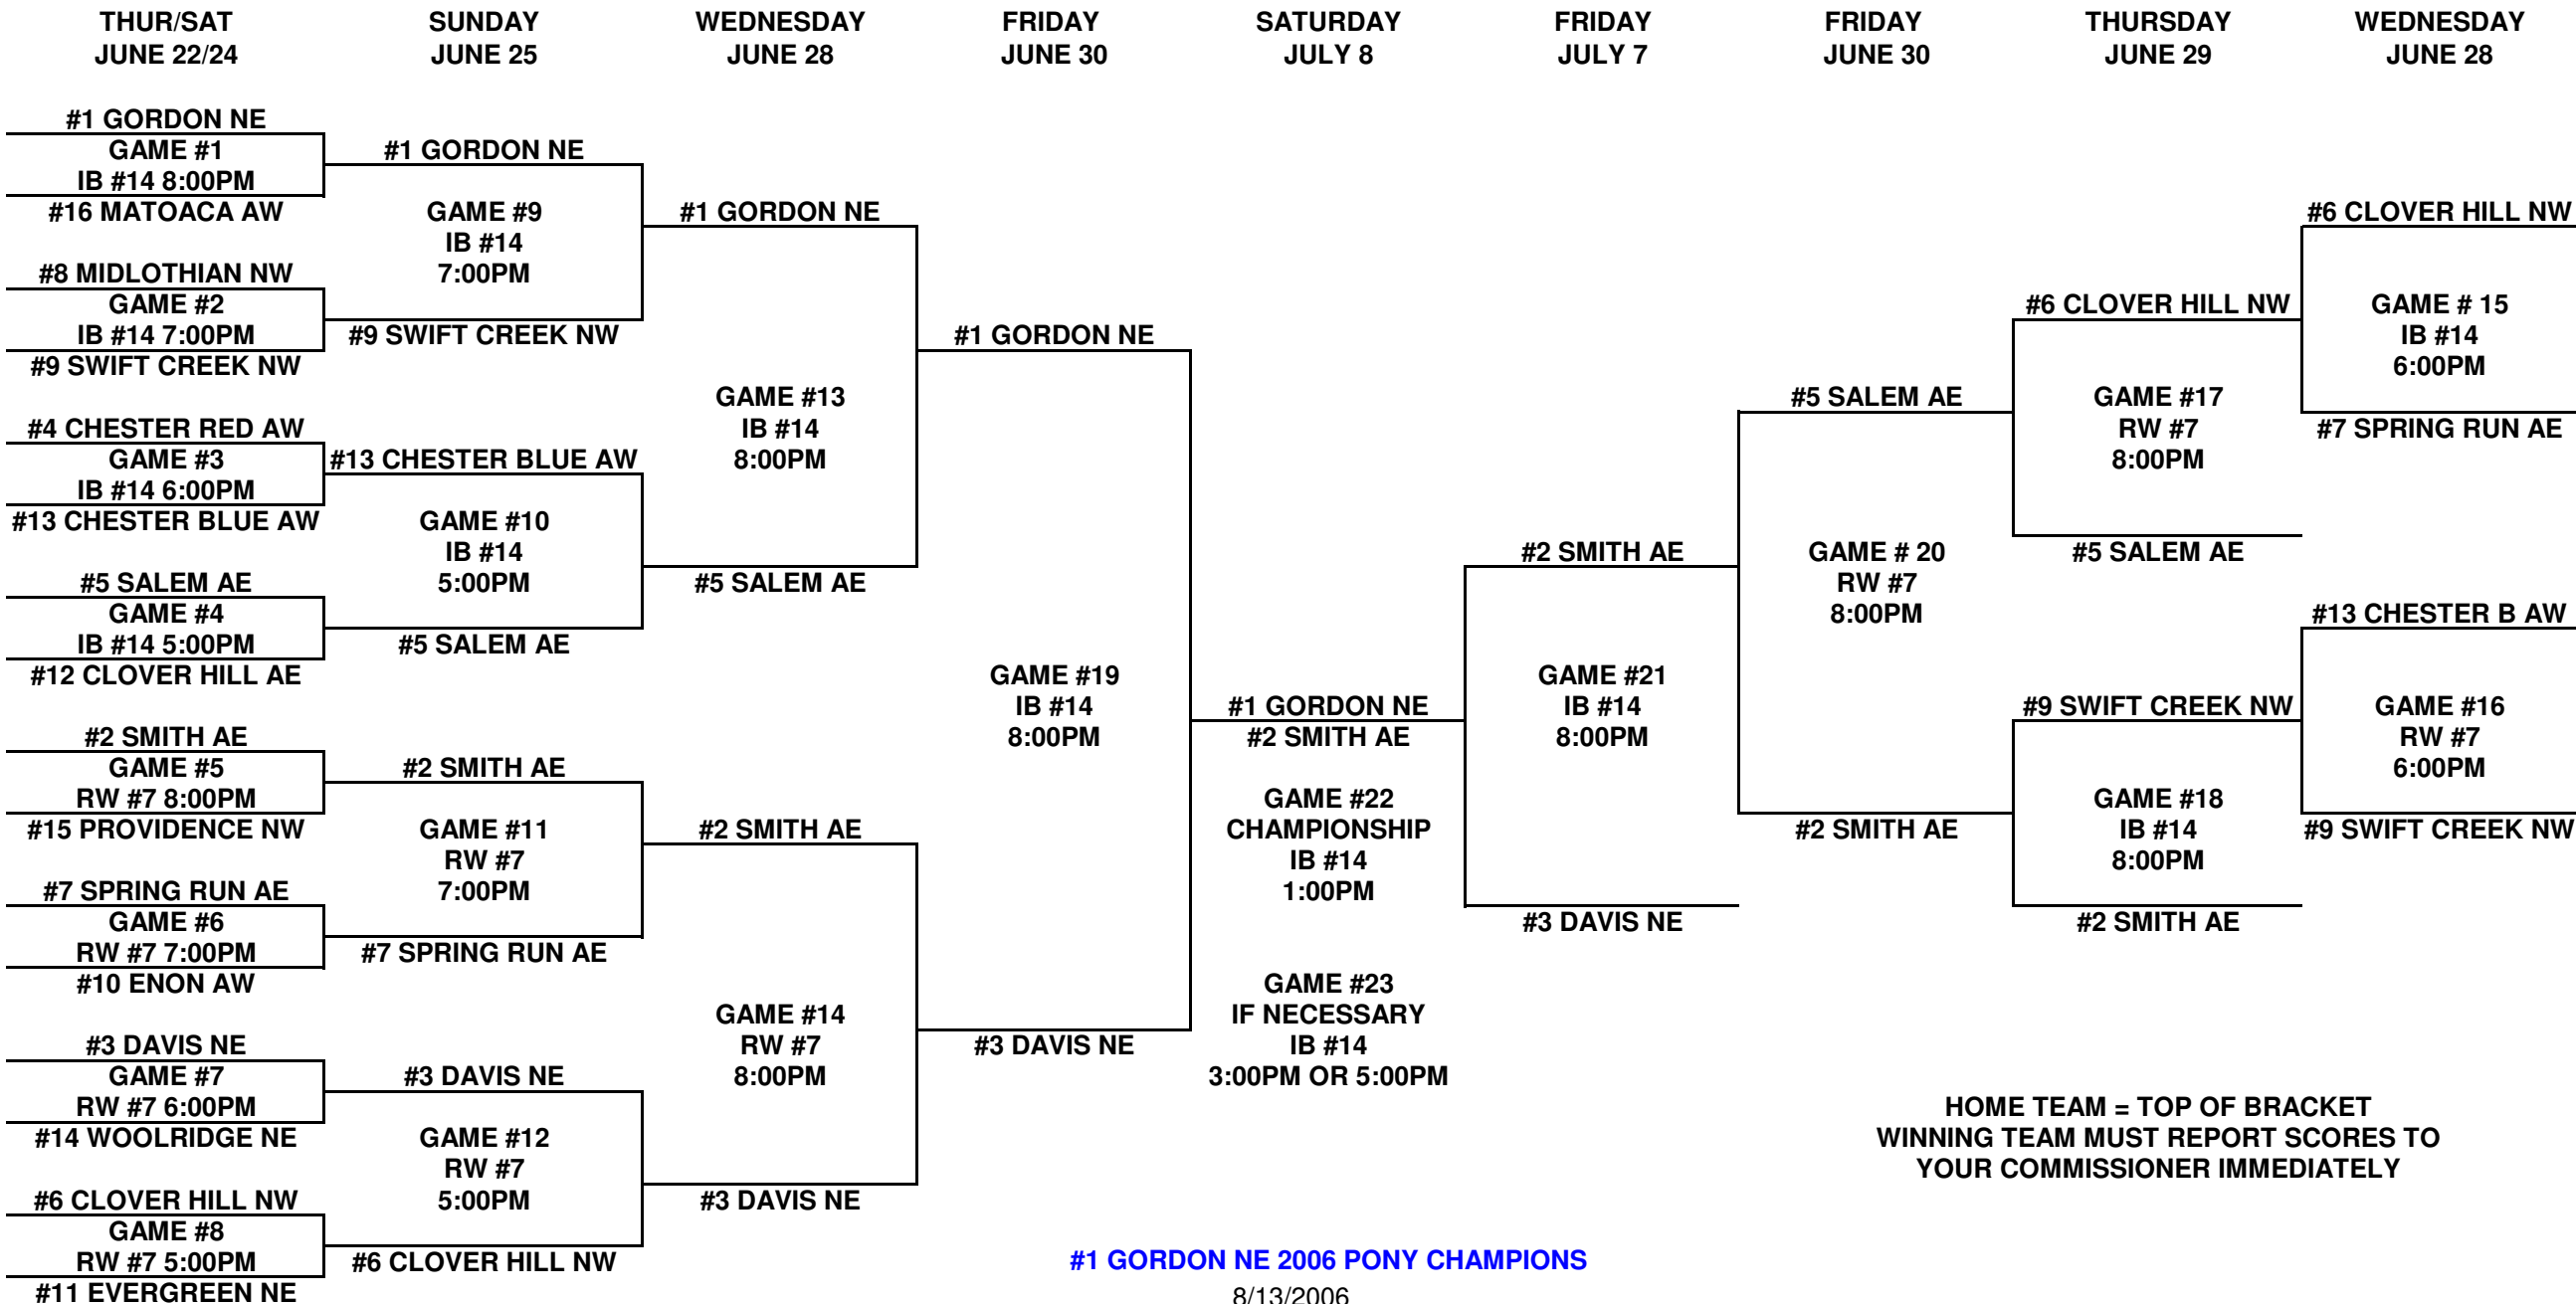 THUR/SAT
JUNE 22/24
SUNDAY
JUNE 25
WEDNESDAY
JUNE 28
FRIDAY
JUNE 30
SATURDAY
JULY 8
FRIDAY
JULY 7
FRIDAY
JUNE 30
THURSDAY
JUNE 29
WEDNESDAY
JUNE 28
#1 GORDON NE
GAME #1
IB #14 8:00PM
#16 MATOACA AW
#8 MIDLOTHIAN NW
GAME #2
IB #14 7:00PM
#9 SWIFT CREEK NW
#4 CHESTER RED AW
GAME #3
IB #14 6:00PM
#13 CHESTER BLUE AW
#5 SALEM AE
GAME #4
IB #14 5:00PM
#12 CLOVER HILL AE
#2 SMITH AE
GAME #5
RW #7 8:00PM
#15 PROVIDENCE NW
#7 SPRING RUN AE
GAME #6
RW #7 7:00PM
#10 ENON AW
#3 DAVIS NE
GAME #7
RW #7 6:00PM
#14 WOOLRIDGE NE
#6 CLOVER HILL NW
GAME #8
RW #7 5:00PM
#11 EVERGREEN NE
#1 GORDON NE
GAME #9
IB #14
7:00PM
#9 SWIFT CREEK NW
#13 CHESTER BLUE AW
GAME #10
IB #14
5:00PM
#5 SALEM AE
#2 SMITH AE
GAME #11
RW #7
7:00PM
#7 SPRING RUN AE
#3 DAVIS NE
GAME #12
RW #7
5:00PM
#6 CLOVER HILL NW
#1 GORDON NE
GAME #13
IB #14
8:00PM
#5 SALEM AE
#2 SMITH AE
GAME #14
RW #7
8:00PM
#3 DAVIS NE
#1 GORDON NE
GAME #19
IB #14
8:00PM
#3 DAVIS NE
#1 GORDON NE
#2 SMITH AE
GAME #22
CHAMPIONSHIP
IB #14
1:00PM
GAME #23
IF NECESSARY
IB #14
3:00PM OR 5:00PM
#2 SMITH AE
GAME #21
IB #14
8:00PM
#3 DAVIS NE
#5 SALEM AE
GAME # 20
RW #7
8:00PM
#2 SMITH AE
#6 CLOVER HILL NW
GAME #17
RW #7
8:00PM
#5 SALEM AE
#9 SWIFT CREEK NW
GAME #18
IB #14
8:00PM
#2 SMITH AE
#6 CLOVER HILL NW
GAME # 15
IB #14
6:00PM
#7 SPRING RUN AE
#13 CHESTER B AW
GAME #16
RW #7
6:00PM
#9 SWIFT CREEK NW
HOME TEAM = TOP OF BRACKET
WINNING TEAM MUST REPORT SCORES TO
YOUR COMMISSIONER IMMEDIATELY
#1 GORDON NE 2006 PONY CHAMPIONS
8/13/2006